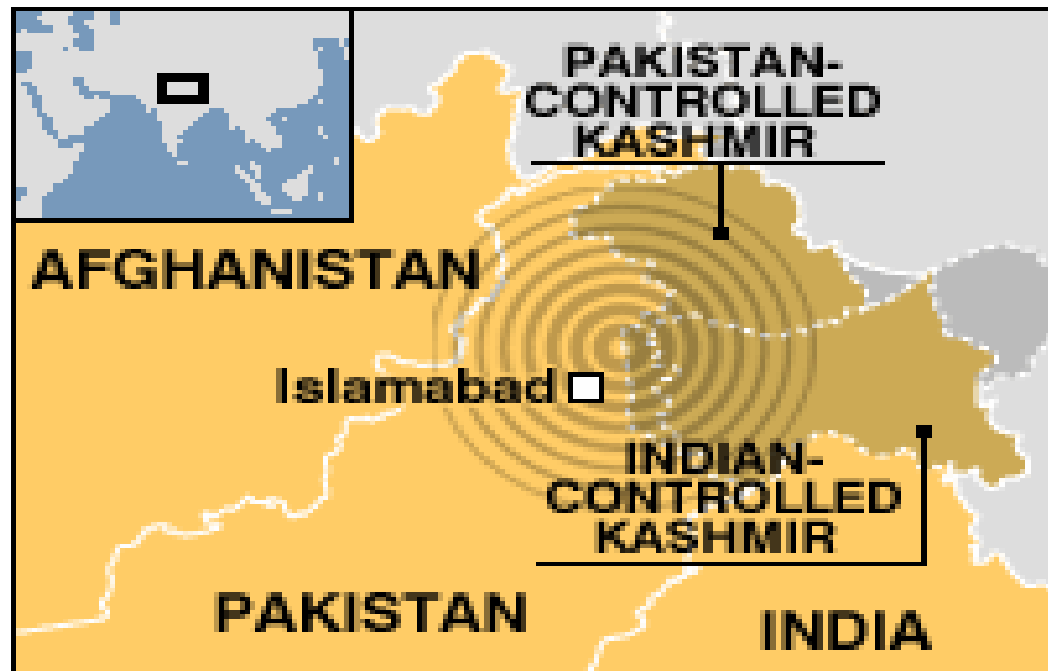 PAKISTAN-
CONTROLLED
KASHMIR
AFGHANISTAN
Islamabad
INDIAN-
CONTROLLED
KASHMIR
PAKISTAN
INDIA